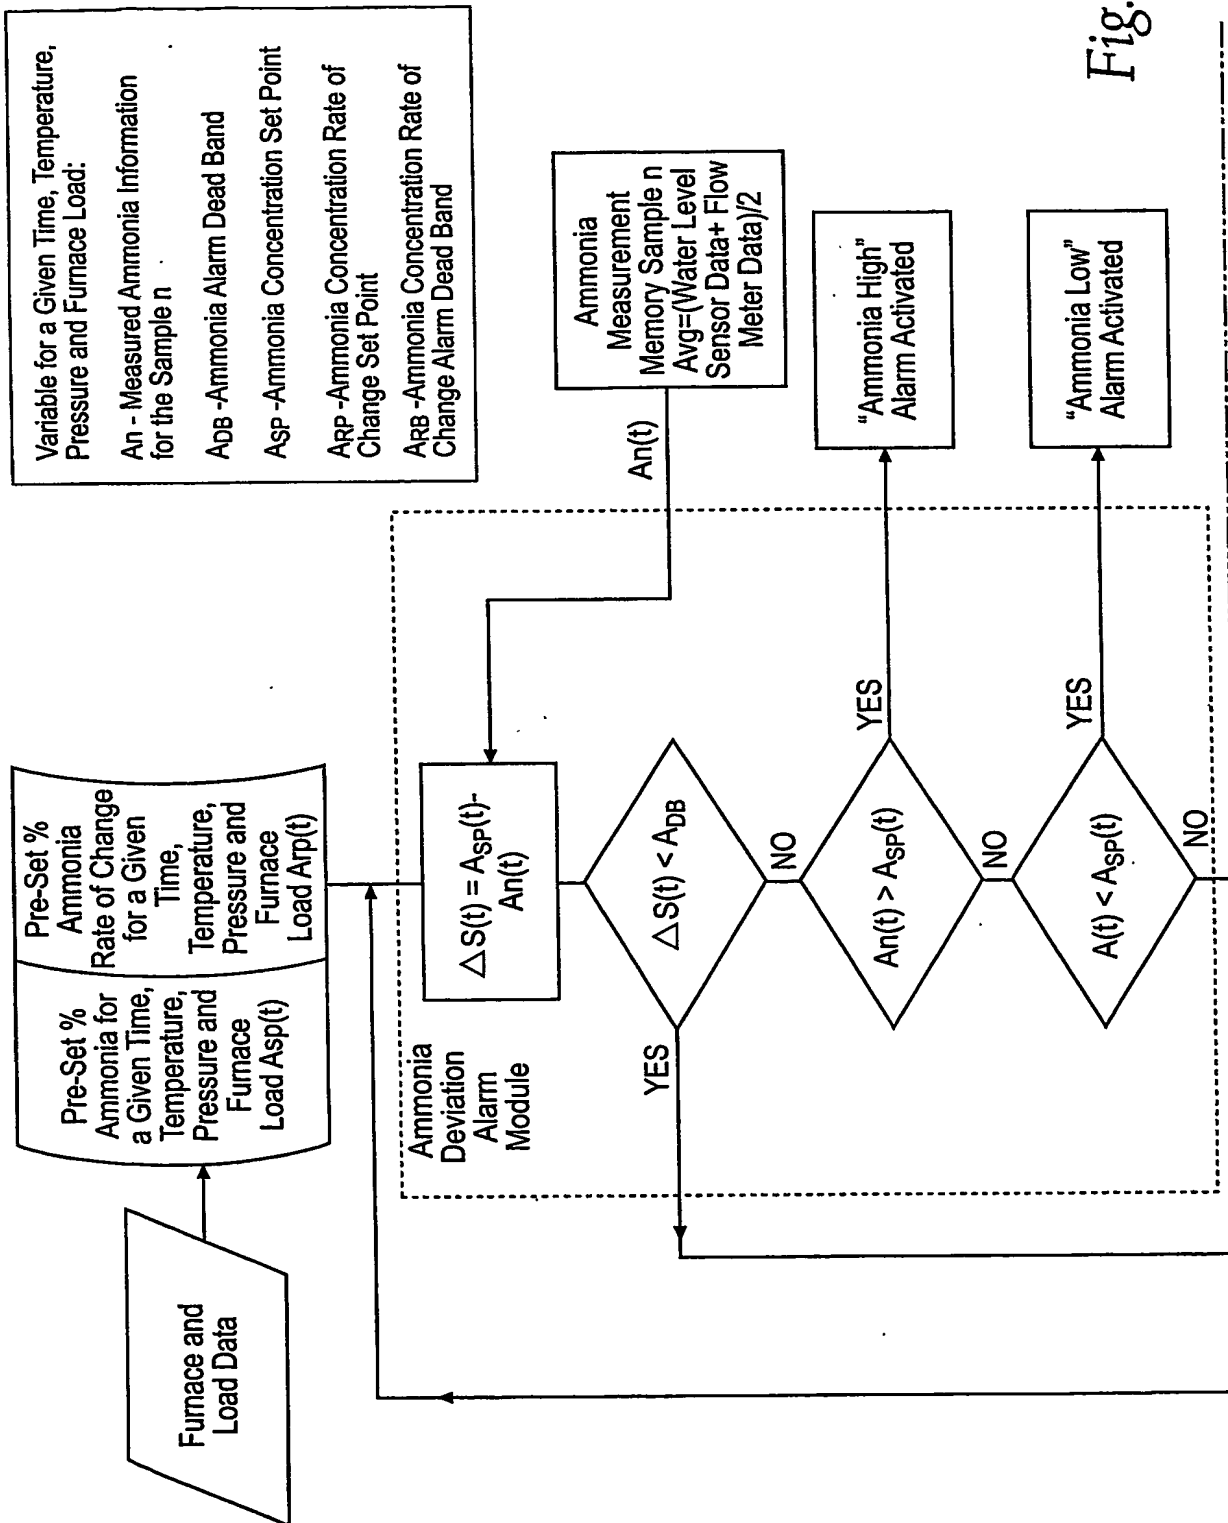 Furnace and
Load Data
Pre-Set %
Ammonia for
a Given Time,
Temperature,
Pressure and
Furnace
Load Asp(t)
Pre-Set %
Ammonia
Rate of Change
for a Given
Time,
Temperature,
Pressure and
Furnace
Load Arp(t)
Variable for a Given Time, Temperature,
Pressure and Furnace Load:
An - Measured Ammonia Information
for the Sample n
ADB -Ammonia Alarm Dead Band
ASP -Ammonia Concentration Set Point
ARP -Ammonia Concentration Rate of
Change Set Point
ARB -Ammonia Concentration Rate of
Change Alarm Dead Band
Ammonia
Deviation
Alarm
Module
△S(t) = ASP(t)-
An(t)
An(t)
Ammonia
Measurement
Memory Sample n
Avg=(Water Level
Sensor Data+ Flow
Meter Data)/2
△S(t) < ADB
YES
NO
An(t) > ASP(t)
YES
"Ammonia High"
Alarm Activated
NO
A(t) < ASP(t)
YES
"Ammonia Low"
Alarm Activated
NO
Fig.